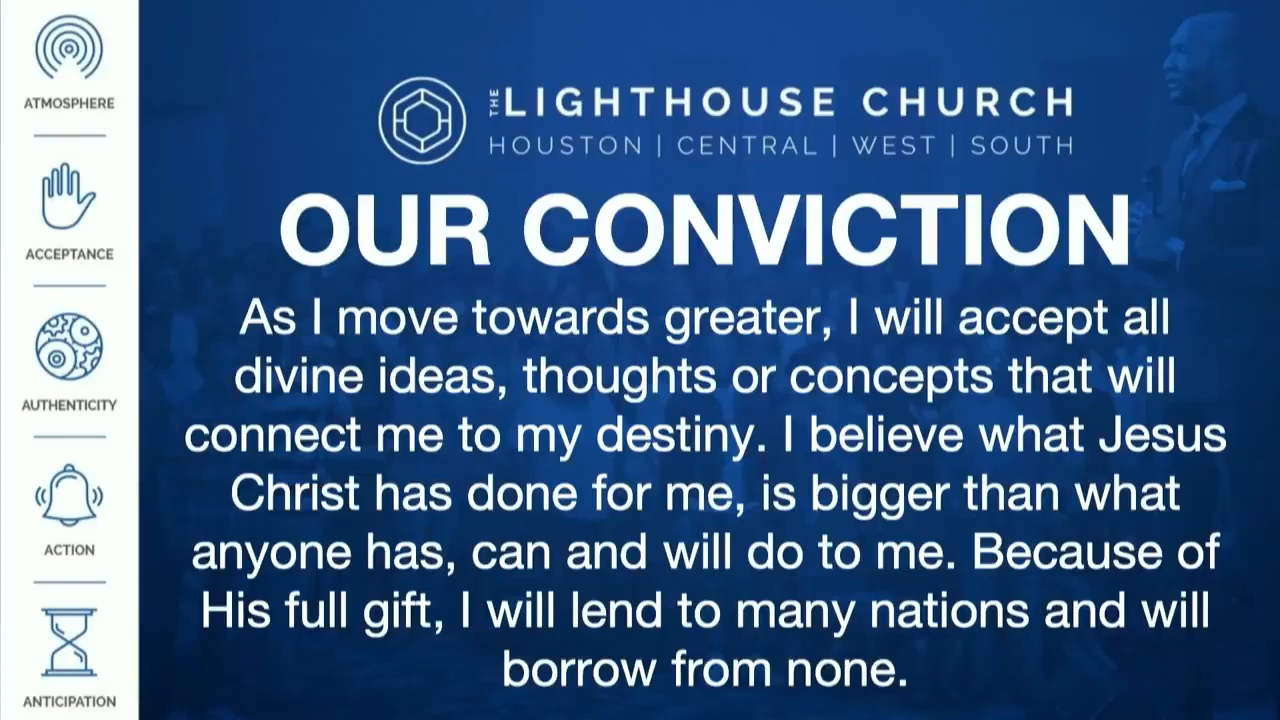 ATMOSPHERE
ACCEPTANCE
AUTHENTICITY
ACTION
ANTICIPATION
THE LIGHTHOUSE CHURCH
HOUSTON | CENTRAL | WEST | SOUTH
OUR CONVICTION
As I move towards greater, I will accept all
divine ideas, thoughts or concepts that will
connect me to my destiny. I believe what Jesus
Christ has done for me, is bigger than what
anyone has, can and will do to me. Because of
His full gift, I will lend to many nations and will
borrow from none.